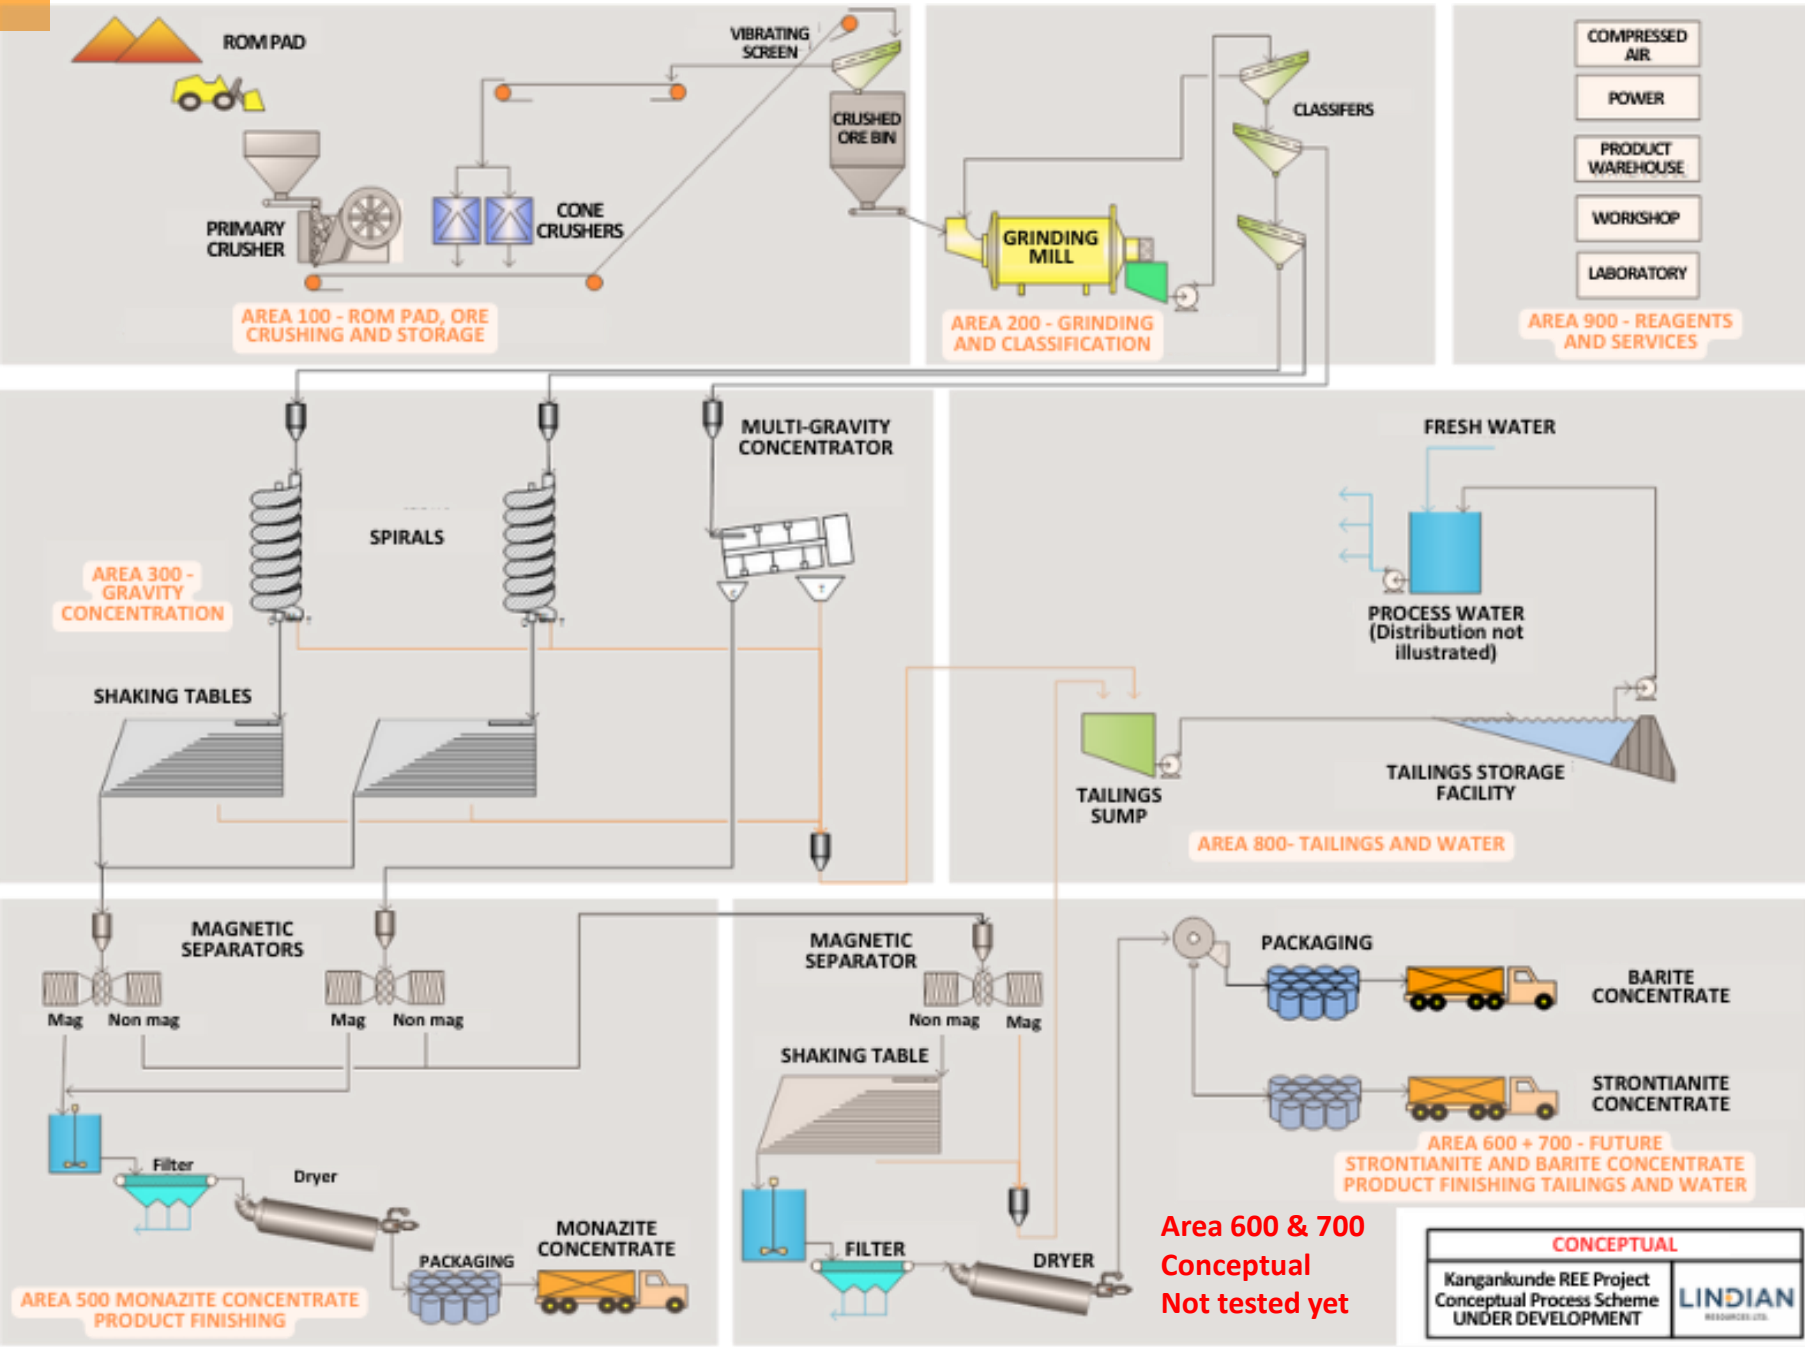 ROM PAD
VIBRATING
SCREEN
CRUSHED
ORE BIN
PRIMARY
CRUSHER
CONE
CRUSHERS
AREA 100 - ROM PAD, ORE
CRUSHING AND STORAGE
CLASSIFERS
GRINDING
MILL
AREA 200 - GRINDING
AND CLASSIFICATION
COMPRESSED
AIR
POWER
PRODUCT
WAREHOUSE
WORKSHOP
LABORATORY
AREA 900 - REAGENTS
AND SERVICES
MULTI-GRAVITY
CONCENTRATOR
SPIRALS
AREA 300 -
GRAVITY
CONCENTRATION
C
T
SHAKING TABLES
FRESH WATER
PROCESS WATER
(Distribution not
illustrated)
TAILINGS
SUMP
TAILINGS STORAGE
FACILITY
AREA 800- TAILINGS AND WATER
MAGNETIC
SEPARATORS
Mag
Non mag
Mag
Non mag
Filter
Dryer
PACKAGING
MONAZITE
CONCENTRATE
AREA 500 MONAZITE CONCENTRATE
PRODUCT FINISHING
MAGNETIC
SEPARATOR
Non mag
Mag
SHAKING TABLE
FILTER
DRYER
PACKAGING
BARITE
CONCENTRATE
STRONTIANITE
CONCENTRATE
AREA 600 + 700 - FUTURE
STRONTIANITE AND BARITE CONCENTRATE
PRODUCT FINISHING TAILINGS AND WATER
Area 600 & 700
Conceptual
Not tested yet
CONCEPTUAL
Kangankunde REE Project
Conceptual Process Scheme
UNDER DEVELOPMENT
LINDIAN
RESOURCES LTD.